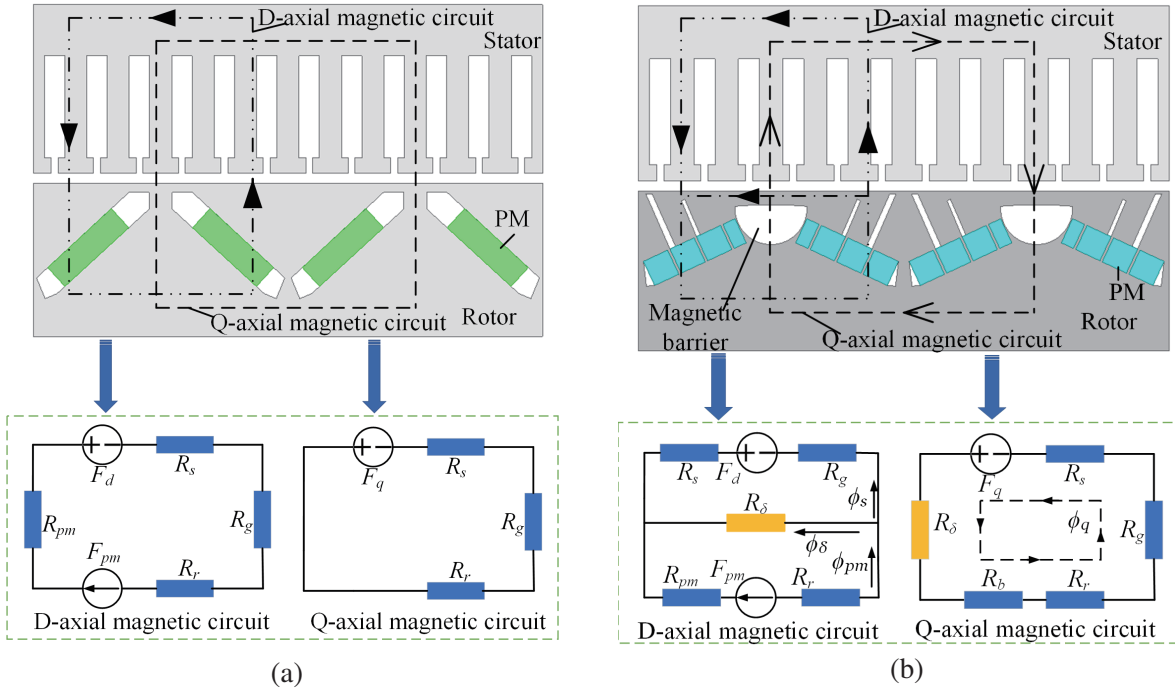 D-axial magnetic circuit
Stator
PM
Q-axial magnetic circuit
Rotor
F_d
R_s
R_pm
R_g
F_pm
R_r
D-axial magnetic circuit
F_q
R_s
R_g
R_r
Q-axial magnetic circuit
(a)
D-axial magnetic circuit
Stator
Magnetic
barrier
PM
Rotor
Q-axial magnetic circuit
R_s
F_d
R_g
ϕ_s
R_δ
ϕ_δ
ϕ_pm
R_pm
F_pm
R_r
D-axial magnetic circuit
F_q
R_s
R_δ
ϕ_q
R_g
R_b
R_r
Q-axial magnetic circuit
(b)